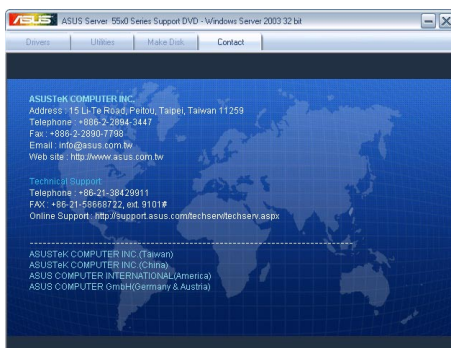 ASUS
ASUS Server 55x0 Series Support DVD - Windows Server 2003 32 bit
Drivers
Utilities
Make Disk
Contact
ASUSTeK COMPUTER INC.
Address : 15 Li-Te Road, Peitou, Taipei, Taiwan 11259
Telephone : +886-2-2894-3447
Fax : +886-2-2890-7798
Email : info@asus.com.tw
Web site : http://www.asus.com.tw
Technical Support
Telephone : +86-21-38429911
FAX : +86-21-58668722, ext. 9101#
Online Support : http://support.asus.com/techserv/techserv.aspx
ASUSTeK COMPUTER INC.(Taiwan)
ASUSTeK COMPUTER INC.(China)
ASUS COMPUTER INTERNATIONAL(America)
ASUS COMPUTER GmbH(Germany & Austria)